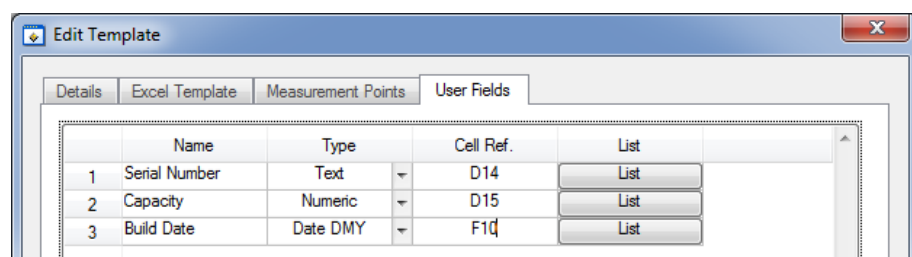 Edit Template
Details Excel Template Measurement Points User Fields
Name Type Cell Ref. List
1 Serial Number Text D14 List
2 Capacity Numeric D15 List
3 Build Date Date DMY F10 List